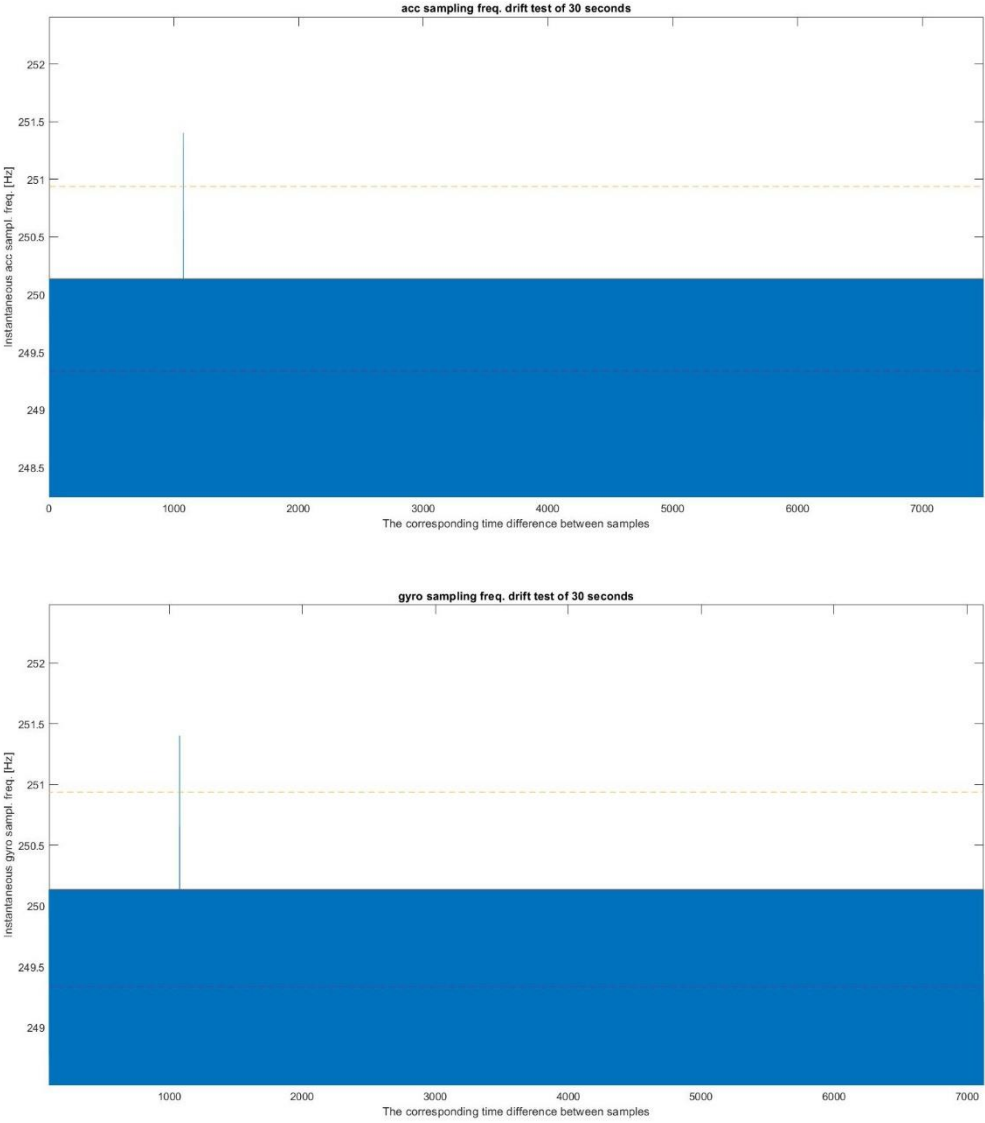 acc sampling freq. drift test of 30 seconds
Instantaneous acc sampl. freq. [Hz]
252
251.5
251
250.5
250
249.5
249
248.5
0 1000 2000 3000 4000 5000 6000 7000
The corresponding time difference between samples
gyro sampling freq. drift test of 30 seconds
Instantaneous gyro sampl. freq. [Hz]
252
251.5
251
250.5
250
249.5
249
1000 2000 3000 4000 5000 6000 7000
The corresponding time difference between samples